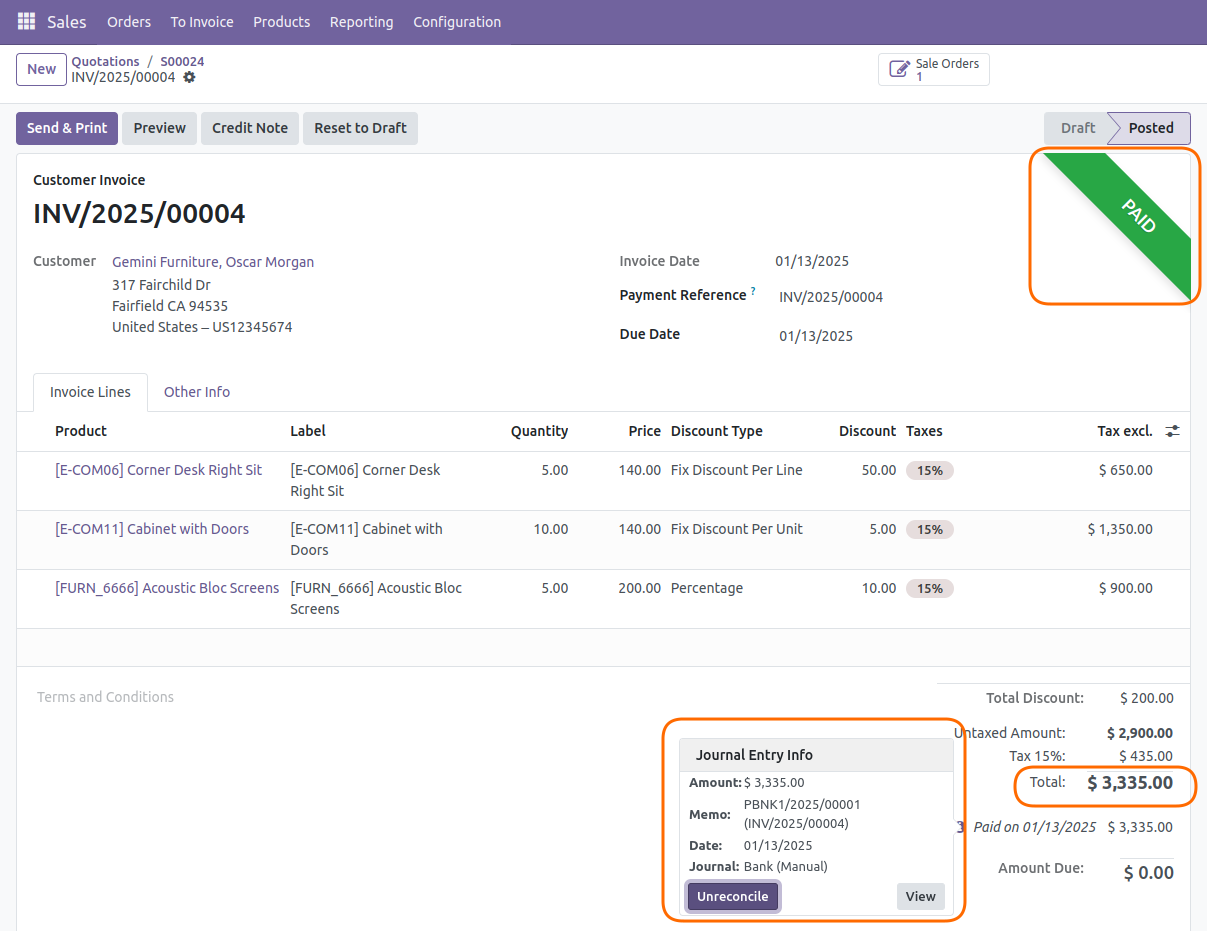 Sales Orders To Invoice Products Reporting Configuration
New
Quotations / S00024
INV/2025/00004
Sale Orders
1
Send & Print Preview Credit Note Reset to Draft Draft Posted
PAID
Customer Invoice
INV/2025/00004
Customer Gemini Furniture, Oscar Morgan
317 Fairchild Dr
Fairfield CA 94535
United States – US12345674
Invoice Date 01/13/2025
Payment Reference ? INV/2025/00004
Due Date 01/13/2025
Invoice Lines Other Info
Product Label Quantity Price Discount Type Discount Taxes Tax excl.
[E-COM06] Corner Desk Right Sit [E-COM06] Corner Desk 5.00 140.00 Fix Discount Per Line 50.00 15% $ 650.00
Right Sit
[E-COM11] Cabinet with Doors [E-COM11] Cabinet with 10.00 140.00 Fix Discount Per Unit 5.00 15% $ 1,350.00
Doors
[FURN_6666] Acoustic Bloc Screens [FURN_6666] Acoustic Bloc 5.00 200.00 Percentage 10.00 15% $ 900.00
Screens
Terms and Conditions
Total Discount: $ 200.00
Untaxed Amount: $ 2,900.00
Tax 15%: $ 435.00
Total: $ 3,335.00
Paid on 01/13/2025 $ 3,335.00
Amount Due: $ 0.00
Journal Entry Info
Amount: $ 3,335.00
Memo: PBNK1/2025/00001
(INV/2025/00004)
Date: 01/13/2025
Journal: Bank (Manual)
Unreconcile View